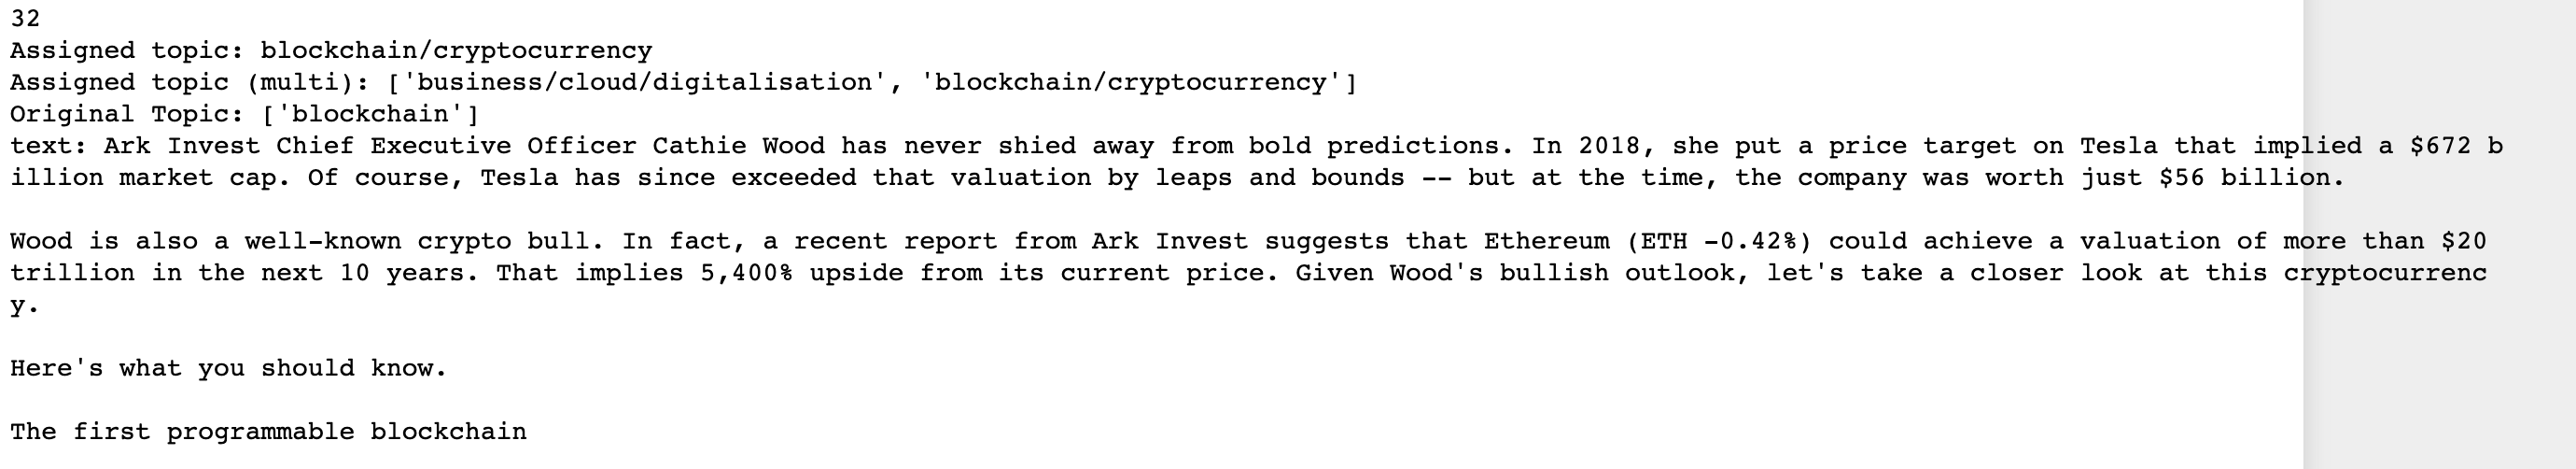 32
Assigned topic: blockchain/cryptocurrency
Assigned topic (multi): ['business/cloud/digitalisation', 'blockchain/cryptocurrency']
Original Topic: ['blockchain']
text: Ark Invest Chief Executive Officer Cathie Wood has never shied away from bold predictions. In 2018, she put a price target on Tesla that implied a $672 b
illion market cap. Of course, Tesla has since exceeded that valuation by leaps and bounds -- but at the time, the company was worth just $56 billion.
Wood is also a well-known crypto bull. In fact, a recent report from Ark Invest suggests that Ethereum (ETH -0.42%) could achieve a valuation of more than $20
trillion in the next 10 years. That implies 5,400% upside from its current price. Given Wood's bullish outlook, let's take a closer look at this cryptocurrenc
y.
Here's what you should know.
The first programmable blockchain